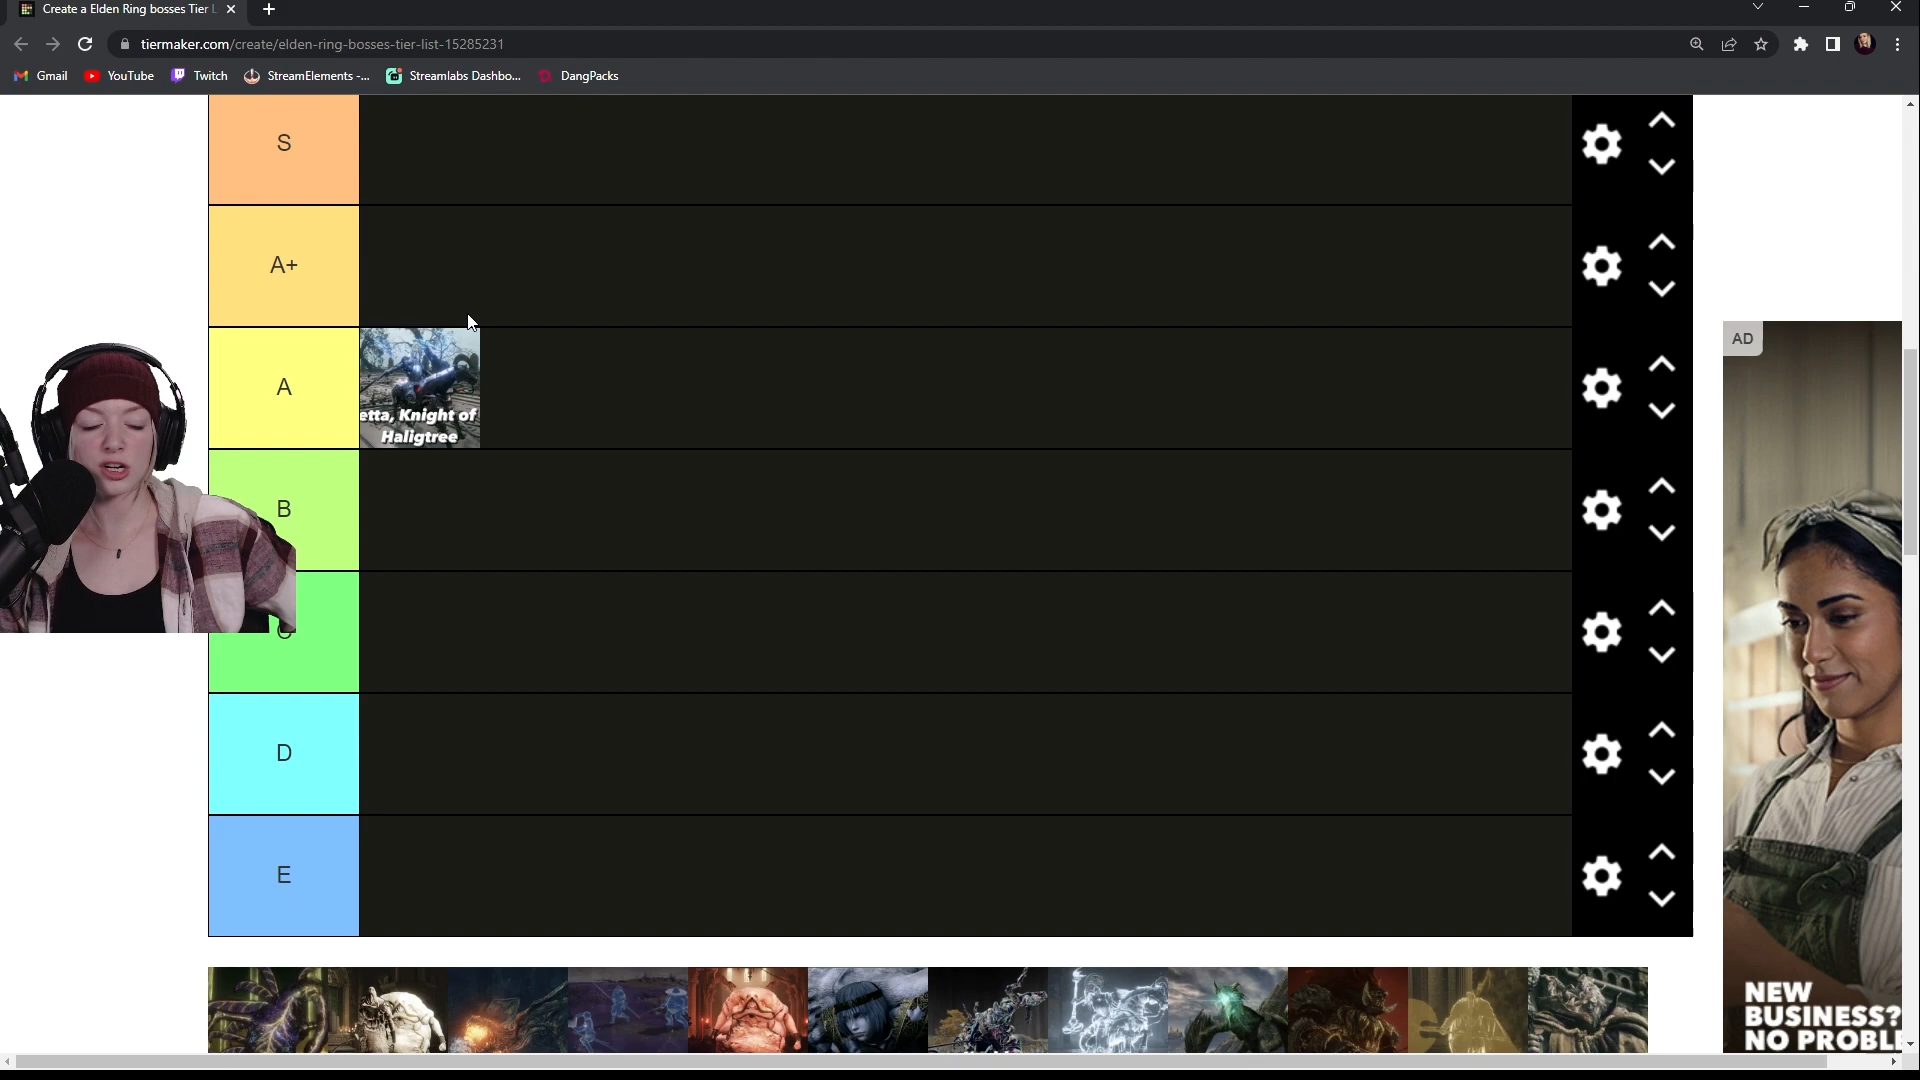 Create a Elden Ring bosses Tier L
tiermaker.com/create/elden-ring-bosses-tier-list-15285231
Gmail
YouTube
Twitch
StreamElements -...
Streamlabs Dashbo...
DangPacks
S
A+
A
etta, Knight of
Haligtree
B
C
D
E
AD
NEW
BUSINESS?
NO PROBLE